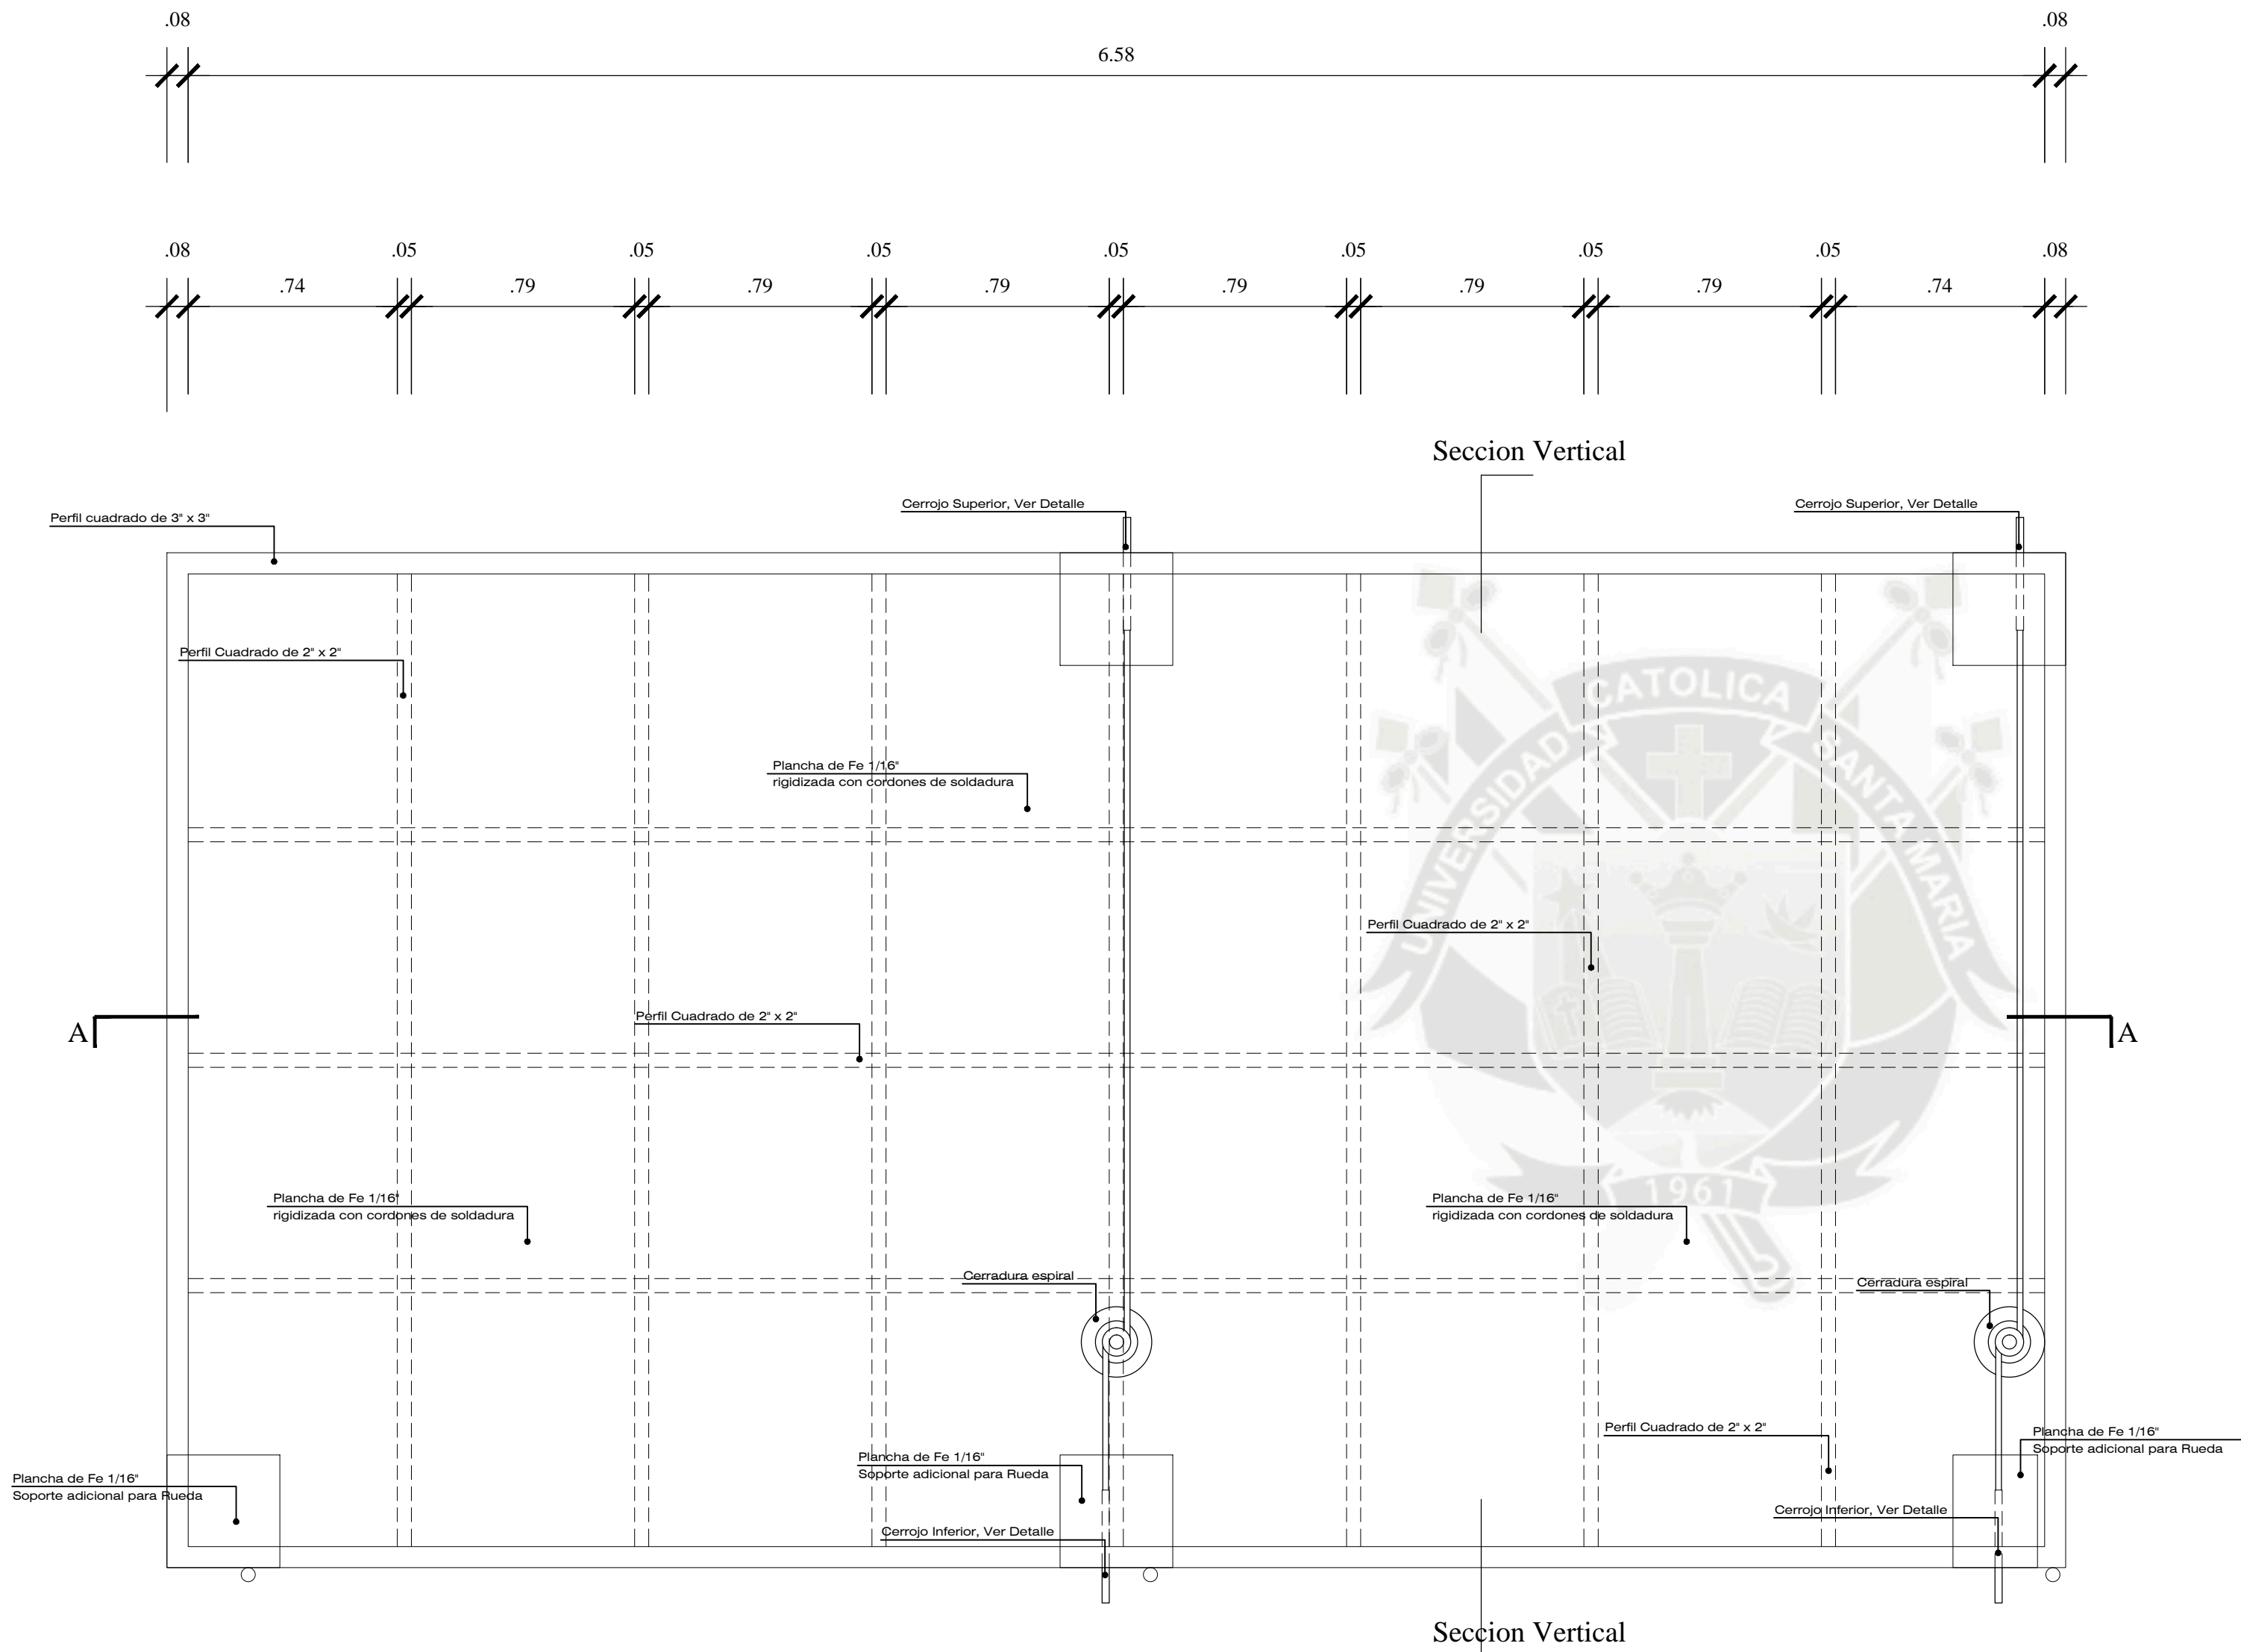 .08
.08
6.58
.08
.05
.05
.05
.05
.05
.05
.05
.08
.74
.79
.79
.79
.79
.79
.79
.74
Seccion Vertical
Perfil cuadrado de 3" x 3"
Cerrojo Superior, Ver Detalle
Cerrojo Superior, Ver Detalle
Perfil Cuadrado de 2" x 2"
CATOLICA
UNIVERSIDAD
SANTA MARIA
Plancha de Fe 1/16"
rigidizada con cordones de soldadura
Perfil Cuadrado de 2" x 2"
Perfil Cuadrado de 2" x 2"
A
A
1961
Plancha de Fe 1/16"
rigidizada con cordones de soldadura
Plancha de Fe 1/16"
rigidizada con cordones de soldadura
Cerradura espiral
Cerradura espiral
Perfil Cuadrado de 2" x 2"
Plancha de Fe 1/16"
Soporte adicional para Rueda
Plancha de Fe 1/16"
Soporte adicional para Rueda
Plancha de Fe 1/16"
Soporte adicional para Rueda
Cerrojo Inferior, Ver Detalle
Cerrojo Inferior, Ver Detalle
Seccion Vertical